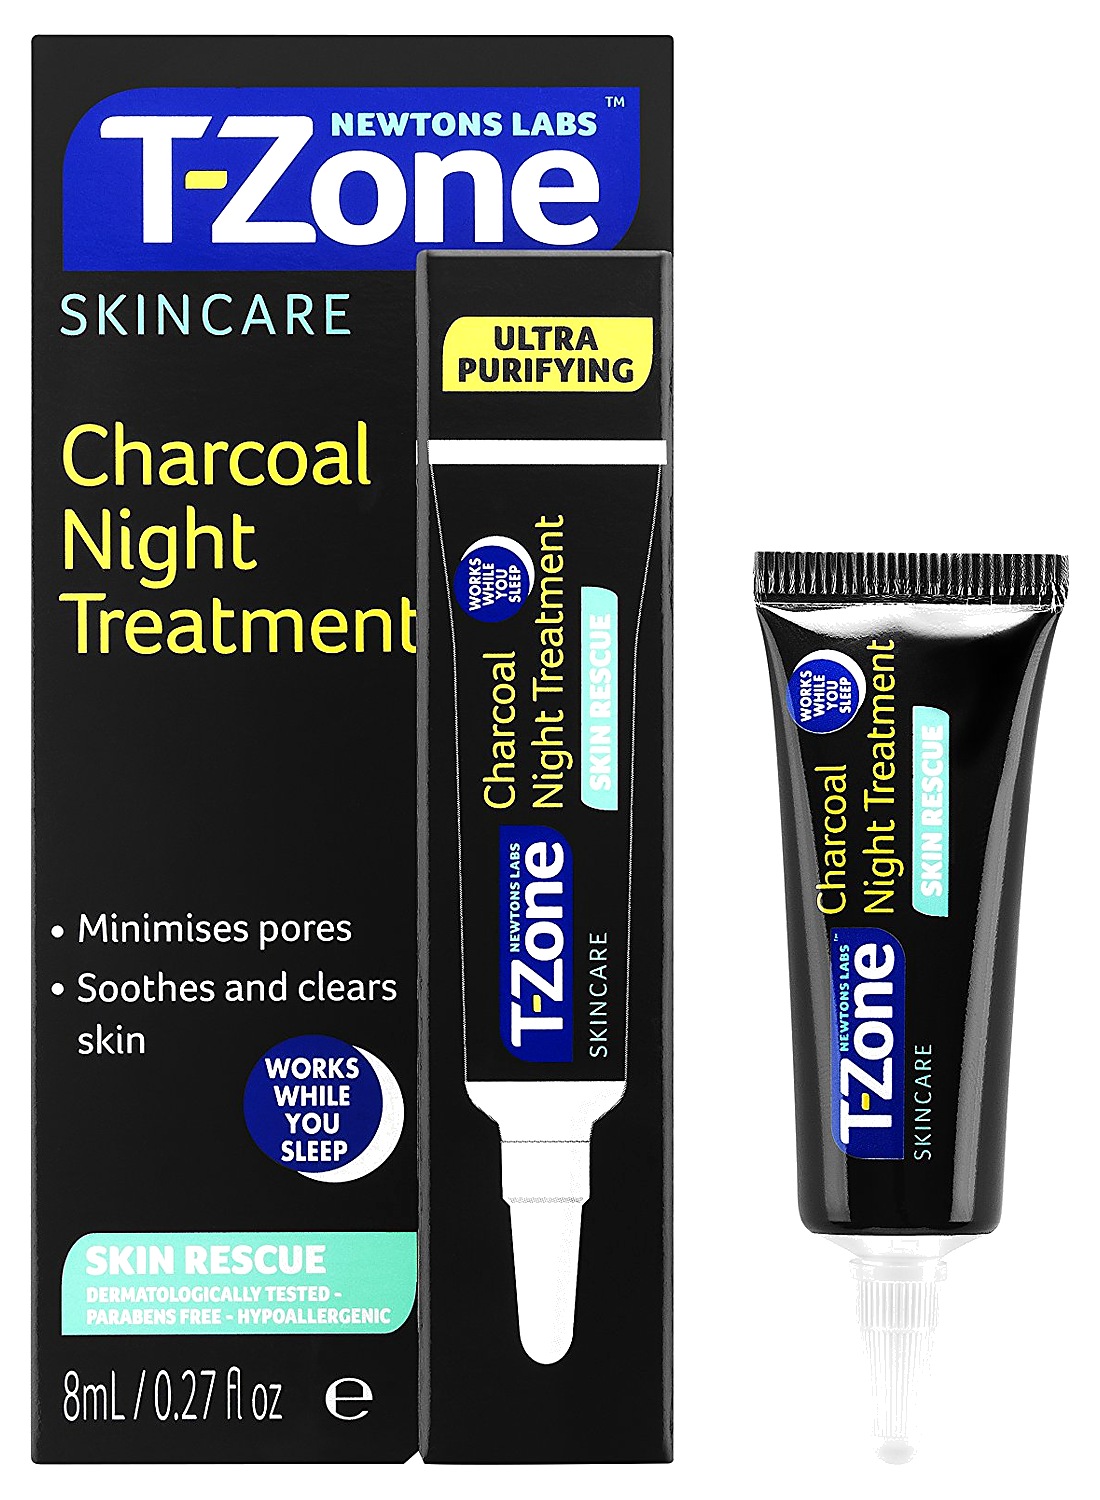 NEWTONS LABS
™
T-Zone
SKINCARE
Charcoal
Night
Treatment
• Minimises pores
• Soothes and clears
skin
WORKS
WHILE
YOU
SLEEP
SKIN RESCUE
DERMATOLOGICALLY TESTED -
PARABENS FREE - HYPOALLERGENIC
8mL / 0.27 fl oz ℮
ULTRA
PURIFYING
WORKS
WHILE
YOU
SLEEP
Charcoal
Night Treatment
SKIN RESCUE
NEWTONS LABS
T-Zone
SKINCARE
WORKS
WHILE
YOU
SLEEP
Charcoal
Night Treatment
SKIN RESCUE
NEWTONS LABS
™
T-Zone
SKINCARE